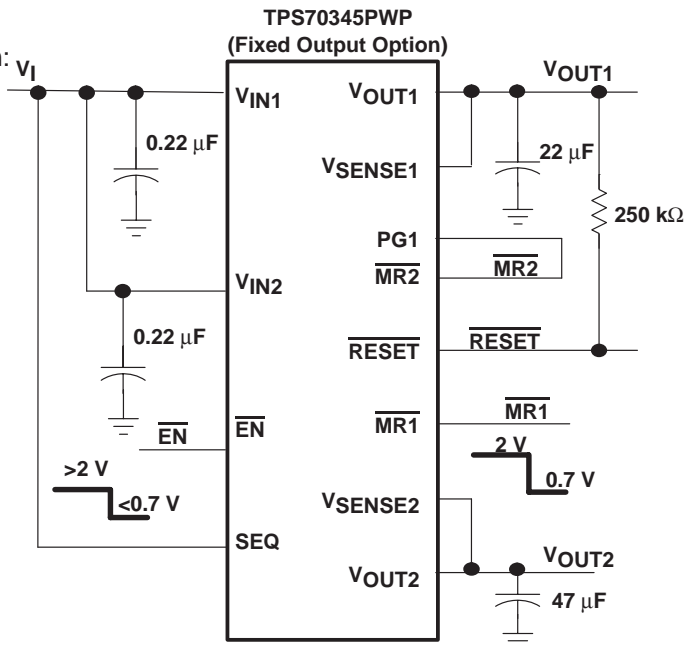 TPS70345PWP
(Fixed Output Option)
n:
VI
VOUT1
VIN1
VOUT1
0.22 μF
22 μF
VSENSE1
250 kΩ
PG1
MR2
MR2
VIN2
0.22 μF
RESET
RESET
EN
EN
MR1
MR1
>2 V
<0.7 V
2 V
0.7 V
VSENSE2
SEQ
VOUT2
VOUT2
47 μF